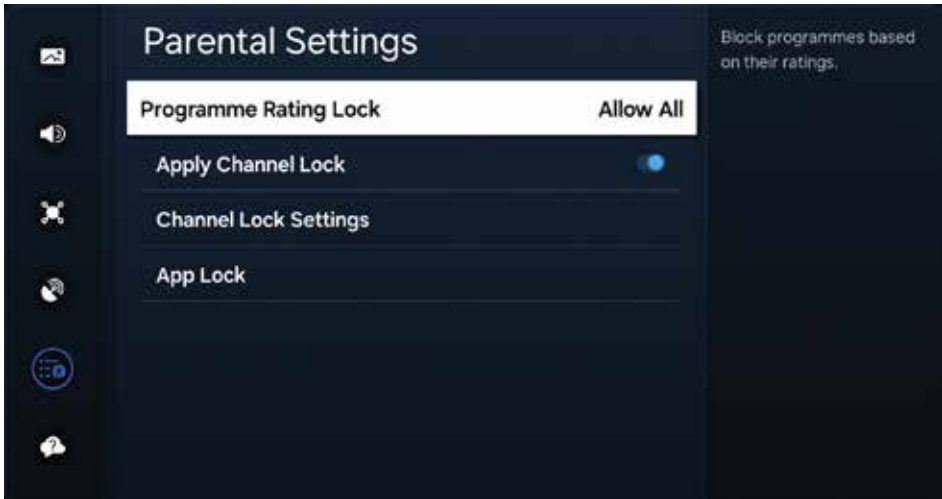 Parental Settings
Programme Rating Lock Allow All
Apply Channel Lock
Channel Lock Settings
App Lock
Block programmes based
on their ratings.